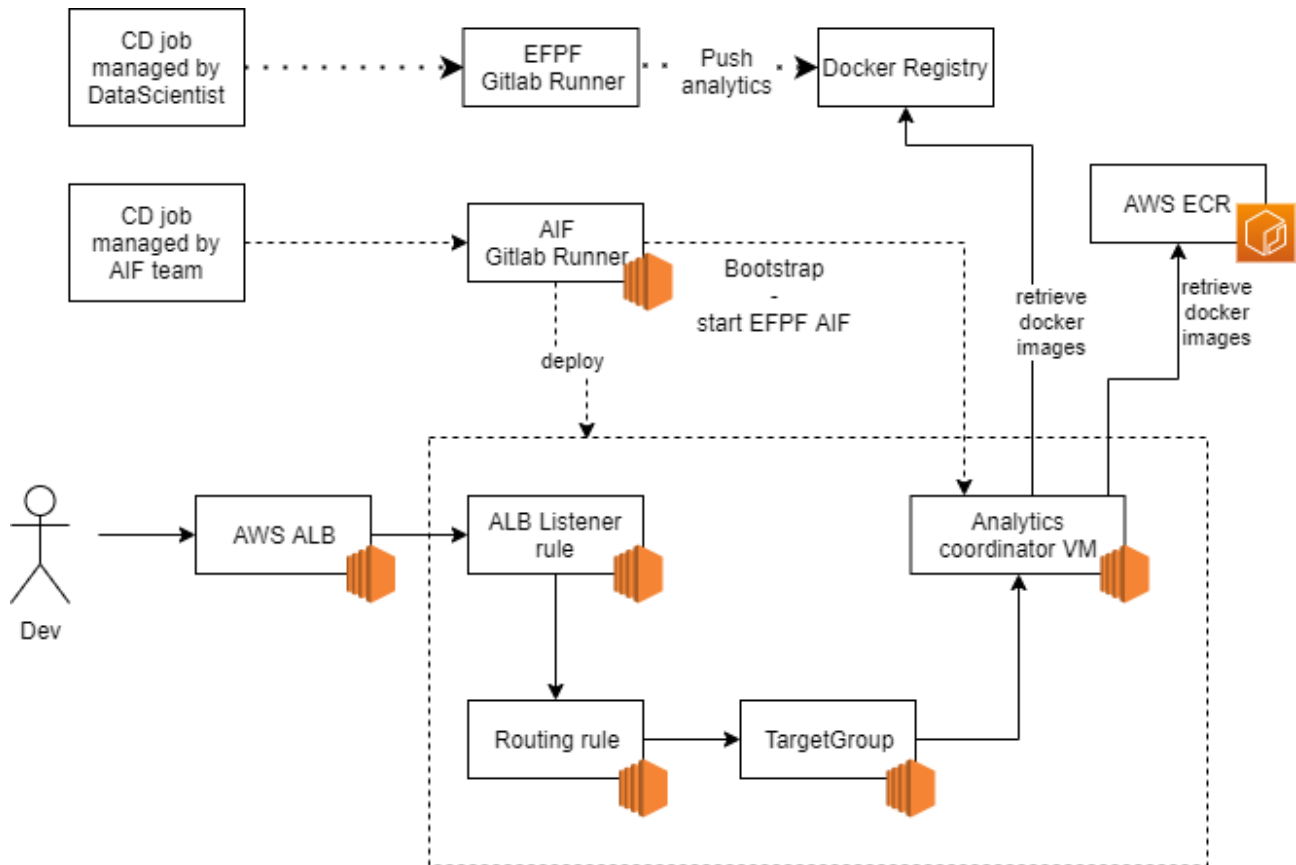 CD job
managed by
DataScientist
EFPF
Gitlab Runner
Push
analytics
Docker Registry
CD job
managed by
AIF team
AIF
Gitlab Runner
Bootstrap
-
start EFPF AIF
AWS ECR
retrieve
docker
images
retrieve
docker
images
deploy
Dev
AWS ALB
ALB Listener
rule
Analytics
coordinator VM
Routing rule
TargetGroup